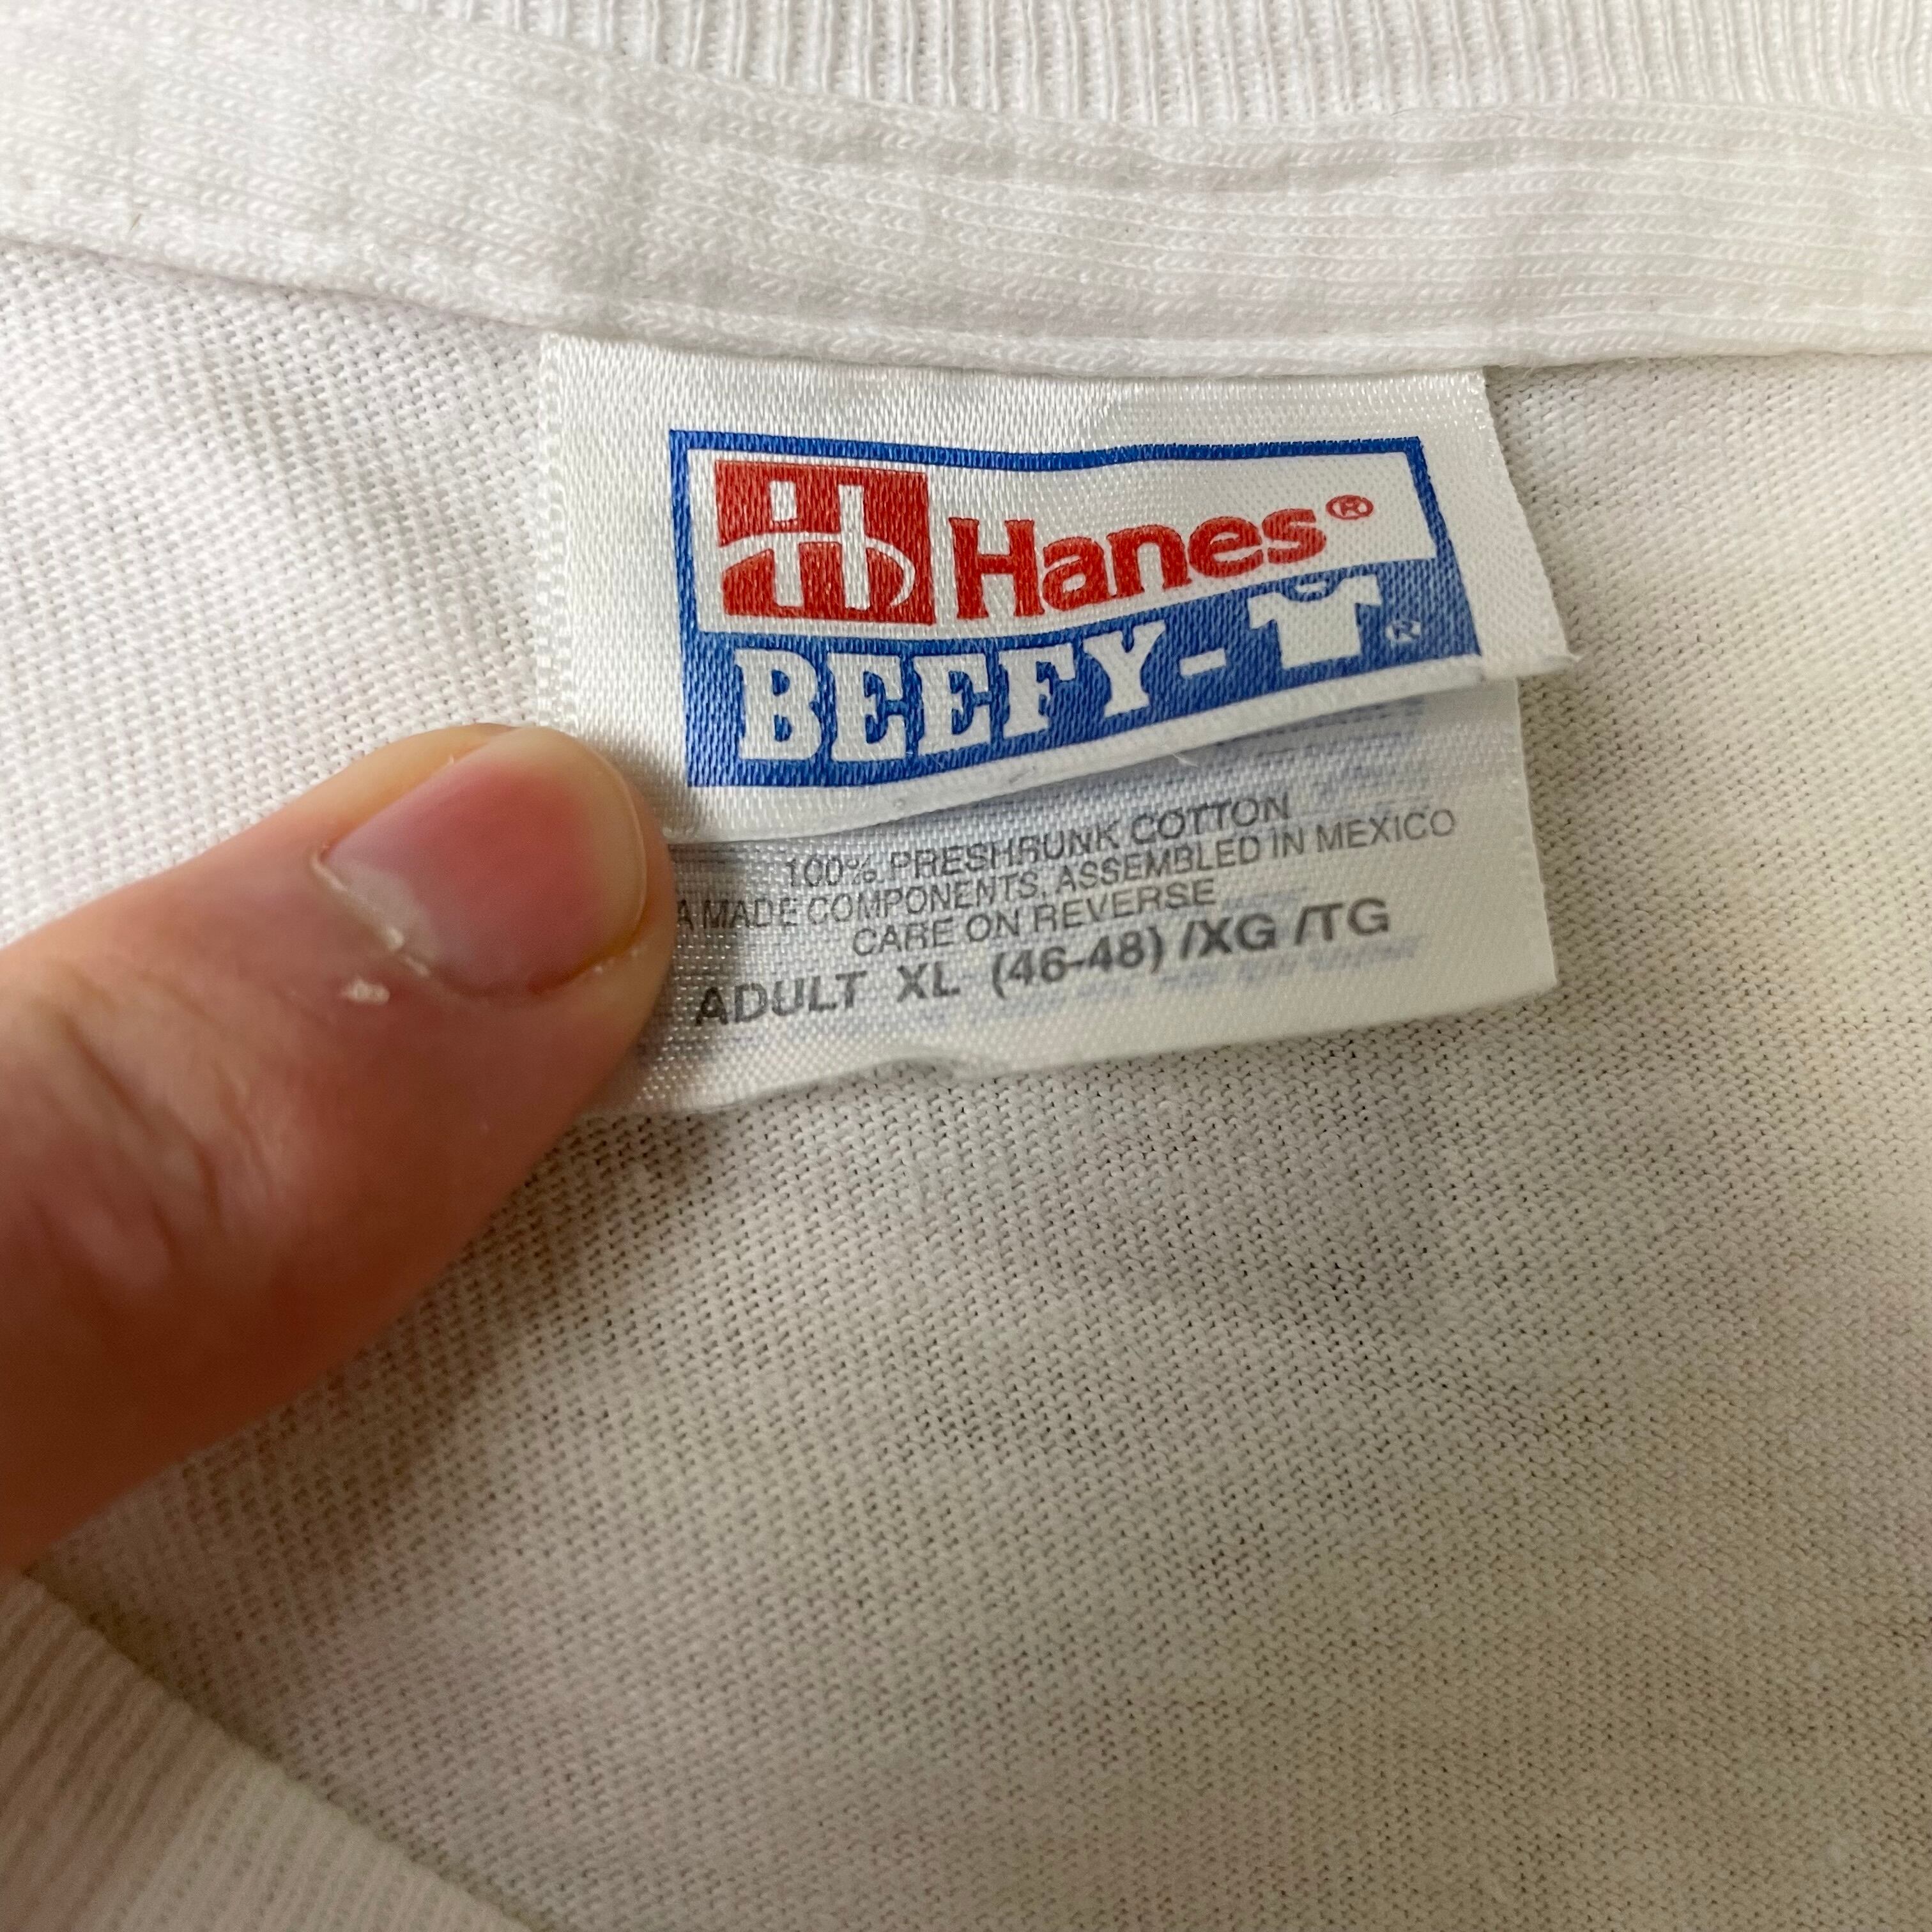 Hanes®
BEEFY-T®
100% PRESHRUNK COTTON
A MADE COMPONENTS, ASSEMBLED IN MEXICO
CARE ON REVERSE
ADULT XL (46-48) /XG /TG